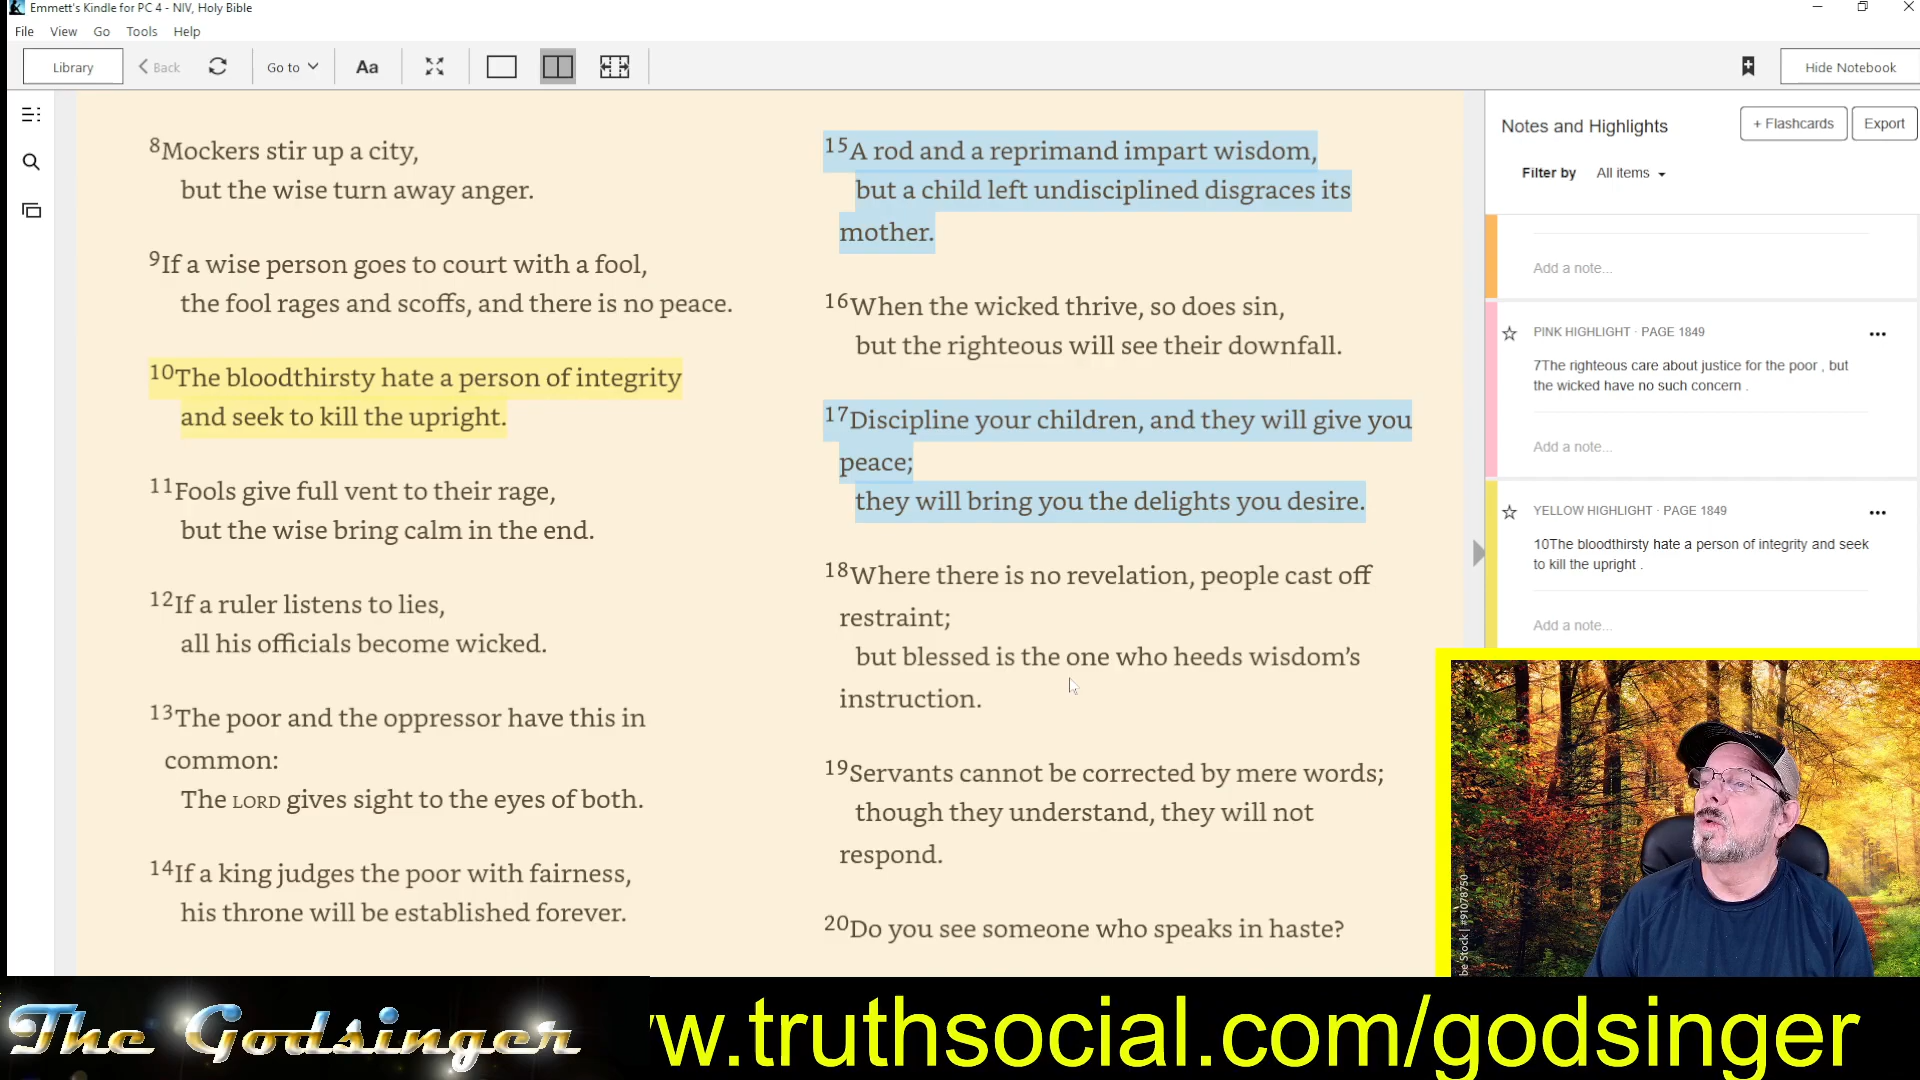 Emmett's Kindle for PC 4 - NIV, Holy Bible
File View Go Tools Help
Library Back Go to Aa Hide Notebook
8Mockers stir up a city,
but the wise turn away anger.
9If a wise person goes to court with a fool,
the fool rages and scoffs, and there is no peace.
10The bloodthirsty hate a person of integrity
and seek to kill the upright.
11Fools give full vent to their rage,
but the wise bring calm in the end.
12If a ruler listens to lies,
all his officials become wicked.
13The poor and the oppressor have this in
common:
The LORD gives sight to the eyes of both.
14If a king judges the poor with fairness,
his throne will be established forever.
15A rod and a reprimand impart wisdom,
but a child left undisciplined disgraces its
mother.
16When the wicked thrive, so does sin,
but the righteous will see their downfall.
17Discipline your children, and they will give you
peace;
they will bring you the delights you desire.
18Where there is no revelation, people cast off
restraint;
but blessed is the one who heeds wisdom's
instruction.
19Servants cannot be corrected by mere words;
though they understand, they will not
respond.
20Do you see someone who speaks in haste?
Notes and Highlights + Flashcards Export
Filter by All items
Add a note...
PINK HIGHLIGHT · PAGE 1849
7The righteous care about justice for the poor , but
the wicked have no such concern .
Add a note...
YELLOW HIGHLIGHT · PAGE 1849
10The bloodthirsty hate a person of integrity and seek
to kill the upright .
Add a note...
be Stock | #91078750
The Godsinger
w.truthsocial.com/godsinger